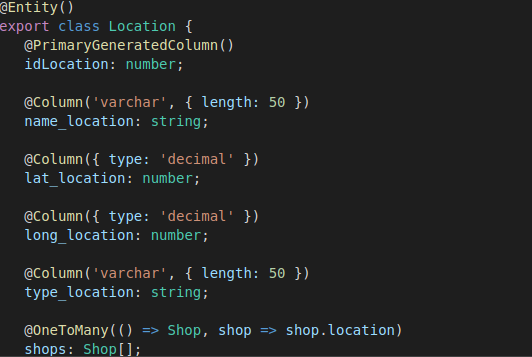 @Entity()
export class Location {
@PrimaryGeneratedColumn()
idLocation: number;
@Column('varchar', { length: 50 })
name_location: string;
@Column({ type: 'decimal' })
lat_location: number;
@Column({ type: 'decimal' })
long_location: number;
@Column('varchar', { length: 50 })
type_location: string;
@OneToMany(() => Shop, shop => shop.location)
shops: Shop[];